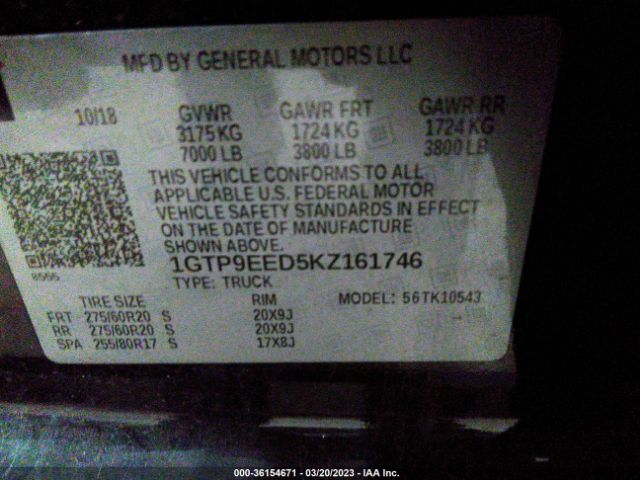 MFD BY GENERAL MOTORS LLC
10/18 GVWR GAWR FRT GAWR RR
3175 KG 1724 KG 1724 KG
7000 LB 3800 LB 3800 LB
THIS VEHICLE CONFORMS TO ALL
APPLICABLE U.S. FEDERAL MOTOR
VEHICLE SAFETY STANDARDS IN EFFECT
ON THE DATE OF MANUFACTURE
SHOWN ABOVE.
1GTP9EED5KZ161746
TYPE: TRUCK MODEL: 56TK10543
TIRE SIZE RIM
FRT 275/60R20 S 20X9J
RR 275/60R20 S 20X9J
SPA 255/80R17 S 17X8J
000-36154671 - 03/20/2023 - IAA Inc.